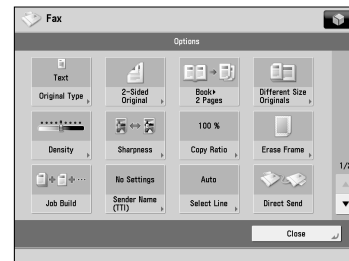 Fax
Options
Text
Original Type
2-Sided
Original
Book
2 Pages
Different Size
Originals
Density
Sharpness
100 %
Copy Ratio
Erase Frame
1/2
Job Build
No Settings
Sender Name
(TTI)
Auto
Select Line
Direct Send
Close